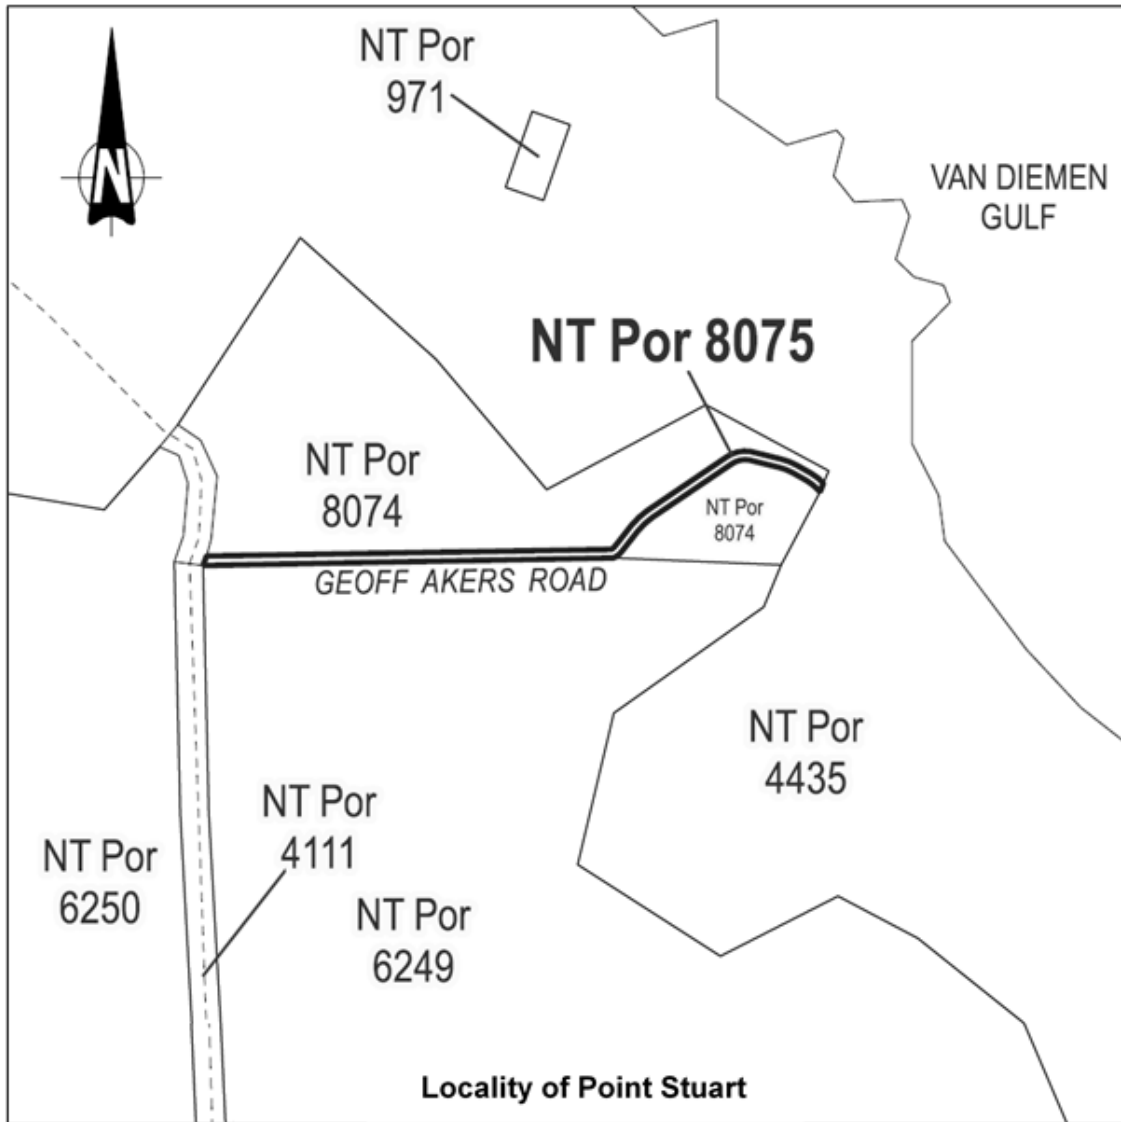 NT Por
971
N
VAN DIEMEN
GULF
NT Por 8075
NT Por
8074
NT Por
8074
GEOFF AKERS ROAD
NT Por
4435
NT Por
4111
NT Por
6250
NT Por
6249
Locality of Point Stuart